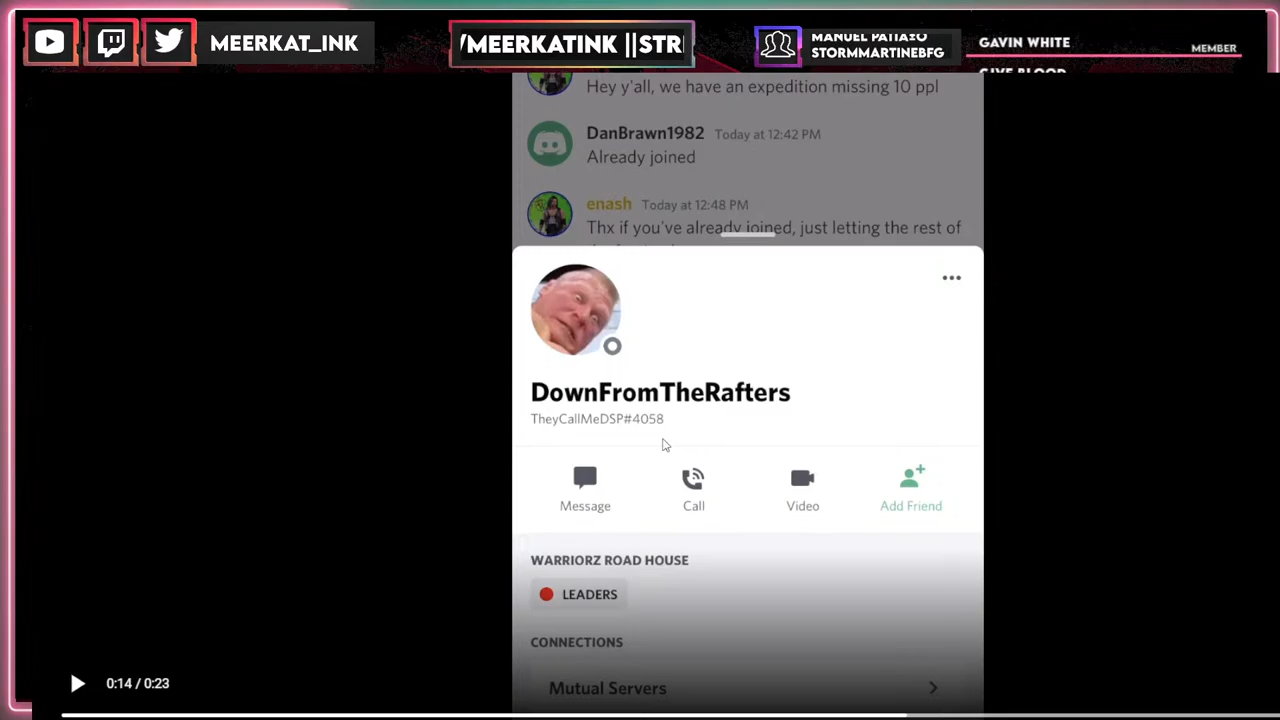 MEERKAT_INK
/MEERKATINK ||STR
STORMMARTINEBFG
GAVIN WHITE
MEMBER
GIVE BLOOD
Hey y'all, we have an expedition missing 10 ppl
DanBrawn1982 Today at 12:42 PM
Already joined
enash Today at 12:48 PM
Thx if you've already joined, just letting the rest of
DownFromTheRafters
TheyCallMeDSP#4058
Message Call Video Add Friend
WARRIORZ ROAD HOUSE
LEADERS
CONNECTIONS
Mutual Servers
0:14 / 0:23